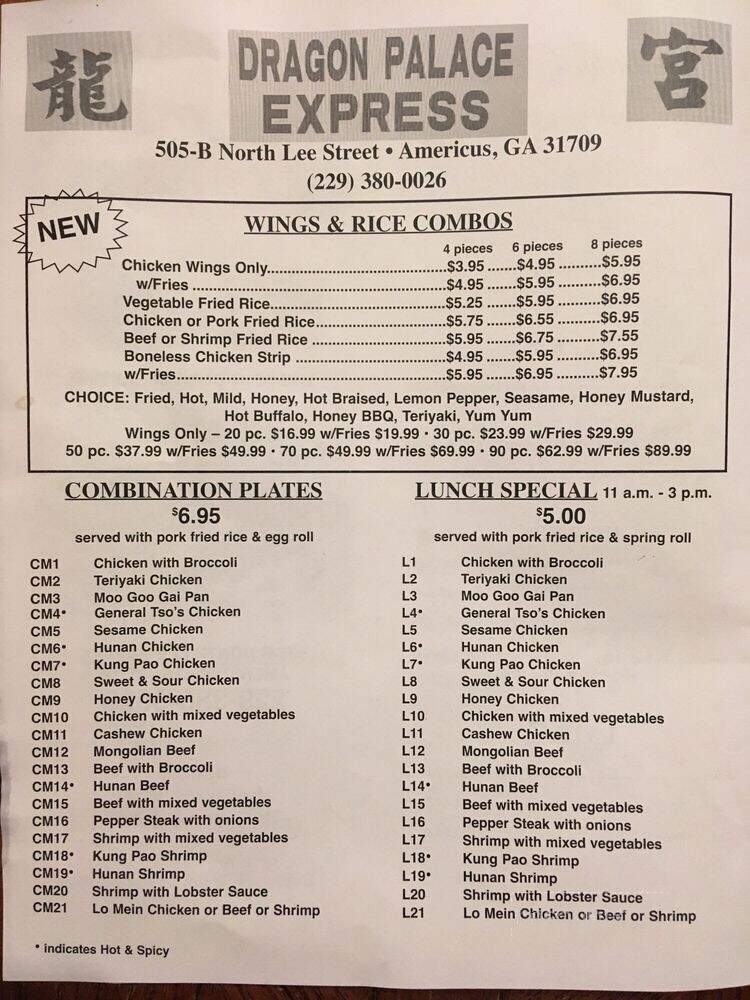 龍
DRAGON PALACE
EXPRESS
宮
505-B North Lee Street • Americus, GA 31709
(229) 380-0026
NEW
WINGS & RICE COMBOS
4 pieces 6 pieces 8 pieces
Chicken Wings Only..............................$3.95 .......$4.95 ..........$5.95
w/Fries ..............................................$4.95 .......$5.95 ..........$6.95
Vegetable Fried Rice..............................$5.25 .......$5.95 ..........$6.95
Chicken or Pork Fried Rice......................$5.75 .......$6.55 ..........$6.95
Beef or Shrimp Fried Rice ......................$5.95 .......$6.75 ..........$7.55
Boneless Chicken Strip ..........................$4.95 .......$5.95 ..........$6.95
w/Fries................................................$5.95 .......$6.95 ..........$7.95
CHOICE: Fried, Hot, Mild, Honey, Hot Braised, Lemon Pepper, Seasame, Honey Mustard,
Hot Buffalo, Honey BBQ, Teriyaki, Yum Yum
Wings Only – 20 pc. $16.99 w/Fries $19.99 • 30 pc. $23.99 w/Fries $29.99
50 pc. $37.99 w/Fries $49.99 • 70 pc. $49.99 w/Fries $69.99 • 90 pc. $62.99 w/Fries $89.99
COMBINATION PLATES
$6.95
served with pork fried rice & egg roll
CM1 Chicken with Broccoli
CM2 Teriyaki Chicken
CM3 Moo Goo Gai Pan
CM4• General Tso's Chicken
CM5 Sesame Chicken
CM6• Hunan Chicken
CM7• Kung Pao Chicken
CM8 Sweet & Sour Chicken
CM9 Honey Chicken
CM10 Chicken with mixed vegetables
CM11 Cashew Chicken
CM12 Mongolian Beef
CM13 Beef with Broccoli
CM14• Hunan Beef
CM15 Beef with mixed vegetables
CM16 Pepper Steak with onions
CM17 Shrimp with mixed vegetables
CM18• Kung Pao Shrimp
CM19• Hunan Shrimp
CM20 Shrimp with Lobster Sauce
CM21 Lo Mein Chicken or Beef or Shrimp
• indicates Hot & Spicy
LUNCH SPECIAL 11 a.m. - 3 p.m.
$5.00
served with pork fried rice & spring roll
L1 Chicken with Broccoli
L2 Teriyaki Chicken
L3 Moo Goo Gai Pan
L4• General Tso's Chicken
L5 Sesame Chicken
L6• Hunan Chicken
L7• Kung Pao Chicken
L8 Sweet & Sour Chicken
L9 Honey Chicken
L10 Chicken with mixed vegetables
L11 Cashew Chicken
L12 Mongolian Beef
L13 Beef with Broccoli
L14• Hunan Beef
L15 Beef with mixed vegetables
L16 Pepper Steak with onions
L17 Shrimp with mixed vegetables
L18• Kung Pao Shrimp
L19• Hunan Shrimp
L20 Shrimp with Lobster Sauce
L21 Lo Mein Chicken or Beef or Shrimp